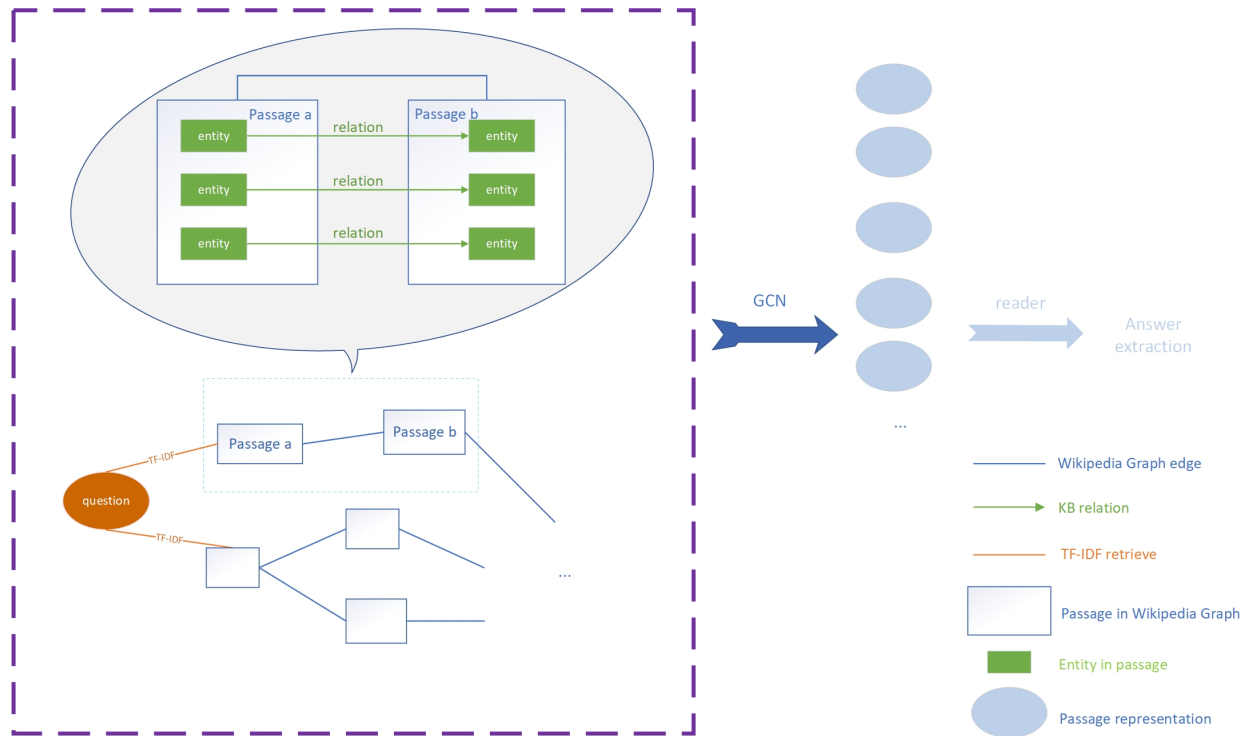 Passage a
Passage b
entity
relation
entity
entity
relation
entity
entity
relation
entity
Passage a
Passage b
TF-IDF
question
TF-IDF
...
GCN
...
reader
Answer
extraction
Wikipedia Graph edge
KB relation
TF-IDF retrieve
Passage in Wikipedia Graph
Entity in passage
Passage representation